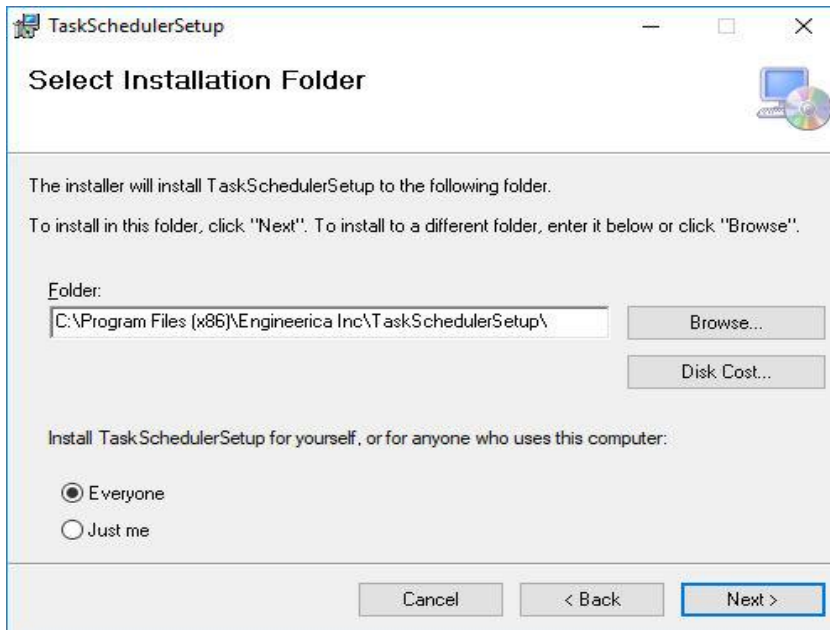 TaskSchedulerSetup
Select Installation Folder
The installer will install TaskSchedulerSetup to the following folder.
To install in this folder, click "Next". To install to a different folder, enter it below or click "Browse".
Folder:
C:\Program Files (x86)\Engineerica Inc\TaskSchedulerSetup\
Browse...
Disk Cost...
Install TaskSchedulerSetup for yourself, or for anyone who uses this computer:
Everyone
Just me
Cancel
< Back
Next >